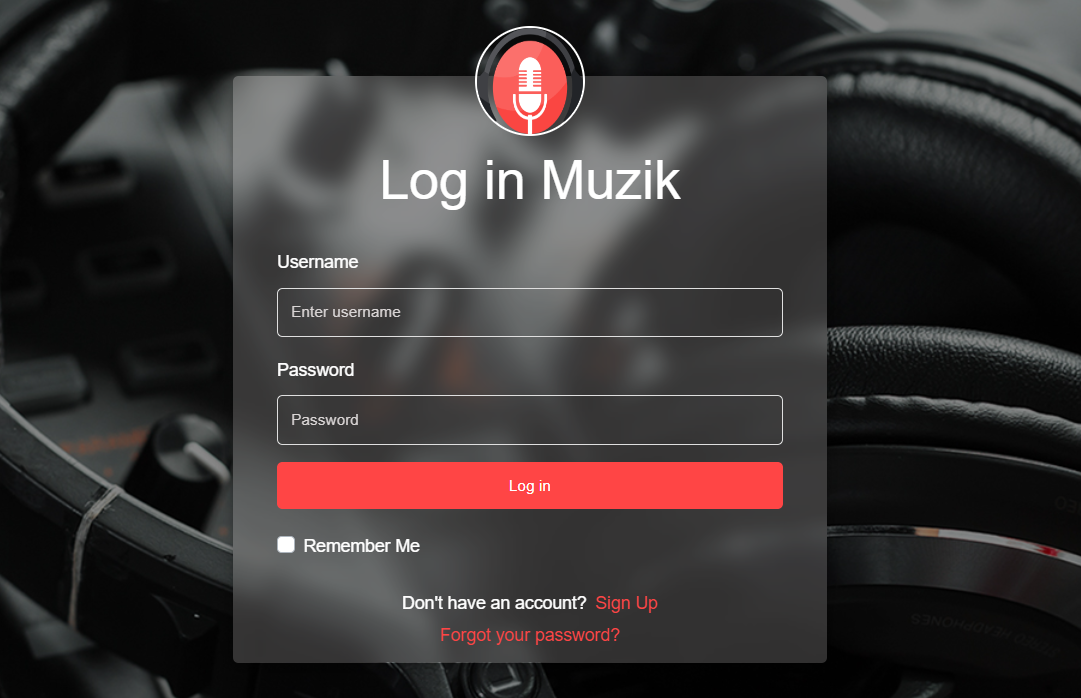 Log in Muzik
Username
Enter username
Password
Password
Log in
Remember Me
Don't have an account? Sign Up
Forgot your password?